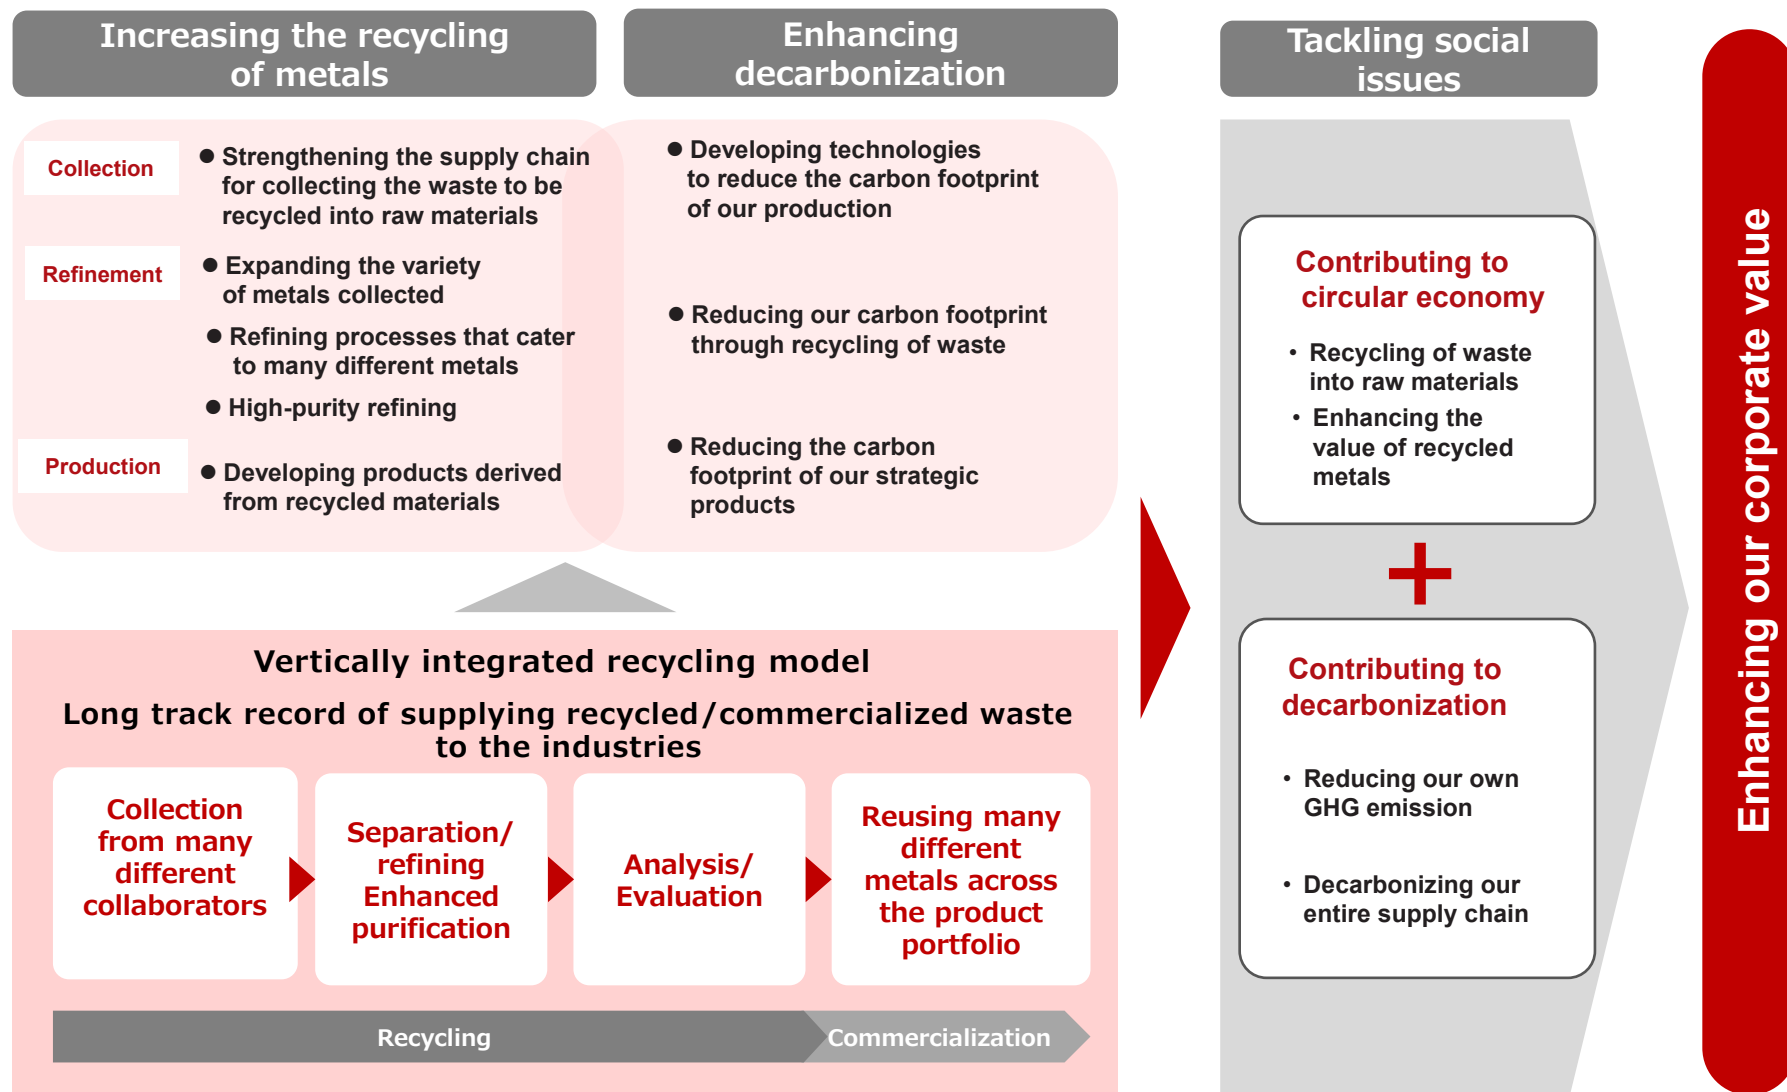 Increasing the recycling
of metals
Enhancing
decarbonization
Tackling social
issues
Collection
● Strengthening the supply chain
for collecting the waste to be
recycled into raw materials
Refinement
● Expanding the variety
of metals collected
● Refining processes that cater
to many different metals
● High-purity refining
Production
● Developing products derived
from recycled materials
● Developing technologies
to reduce the carbon footprint
of our production
● Reducing our carbon footprint
through recycling of waste
● Reducing the carbon
footprint of our strategic
products
Vertically integrated recycling model
Long track record of supplying recycled/commercialized waste
to the industries
Collection
from many
different
collaborators
Separation/
refining
Enhanced
purification
Analysis/
Evaluation
Reusing many
different
metals across
the product
portfolio
Recycling
Commercialization
Contributing to
circular economy
・ Recycling of waste
into raw materials
・ Enhancing the
value of recycled
metals
+
Contributing to
decarbonization
・ Reducing our own
GHG emission
・ Decarbonizing our
entire supply chain
Enhancing our corporate value